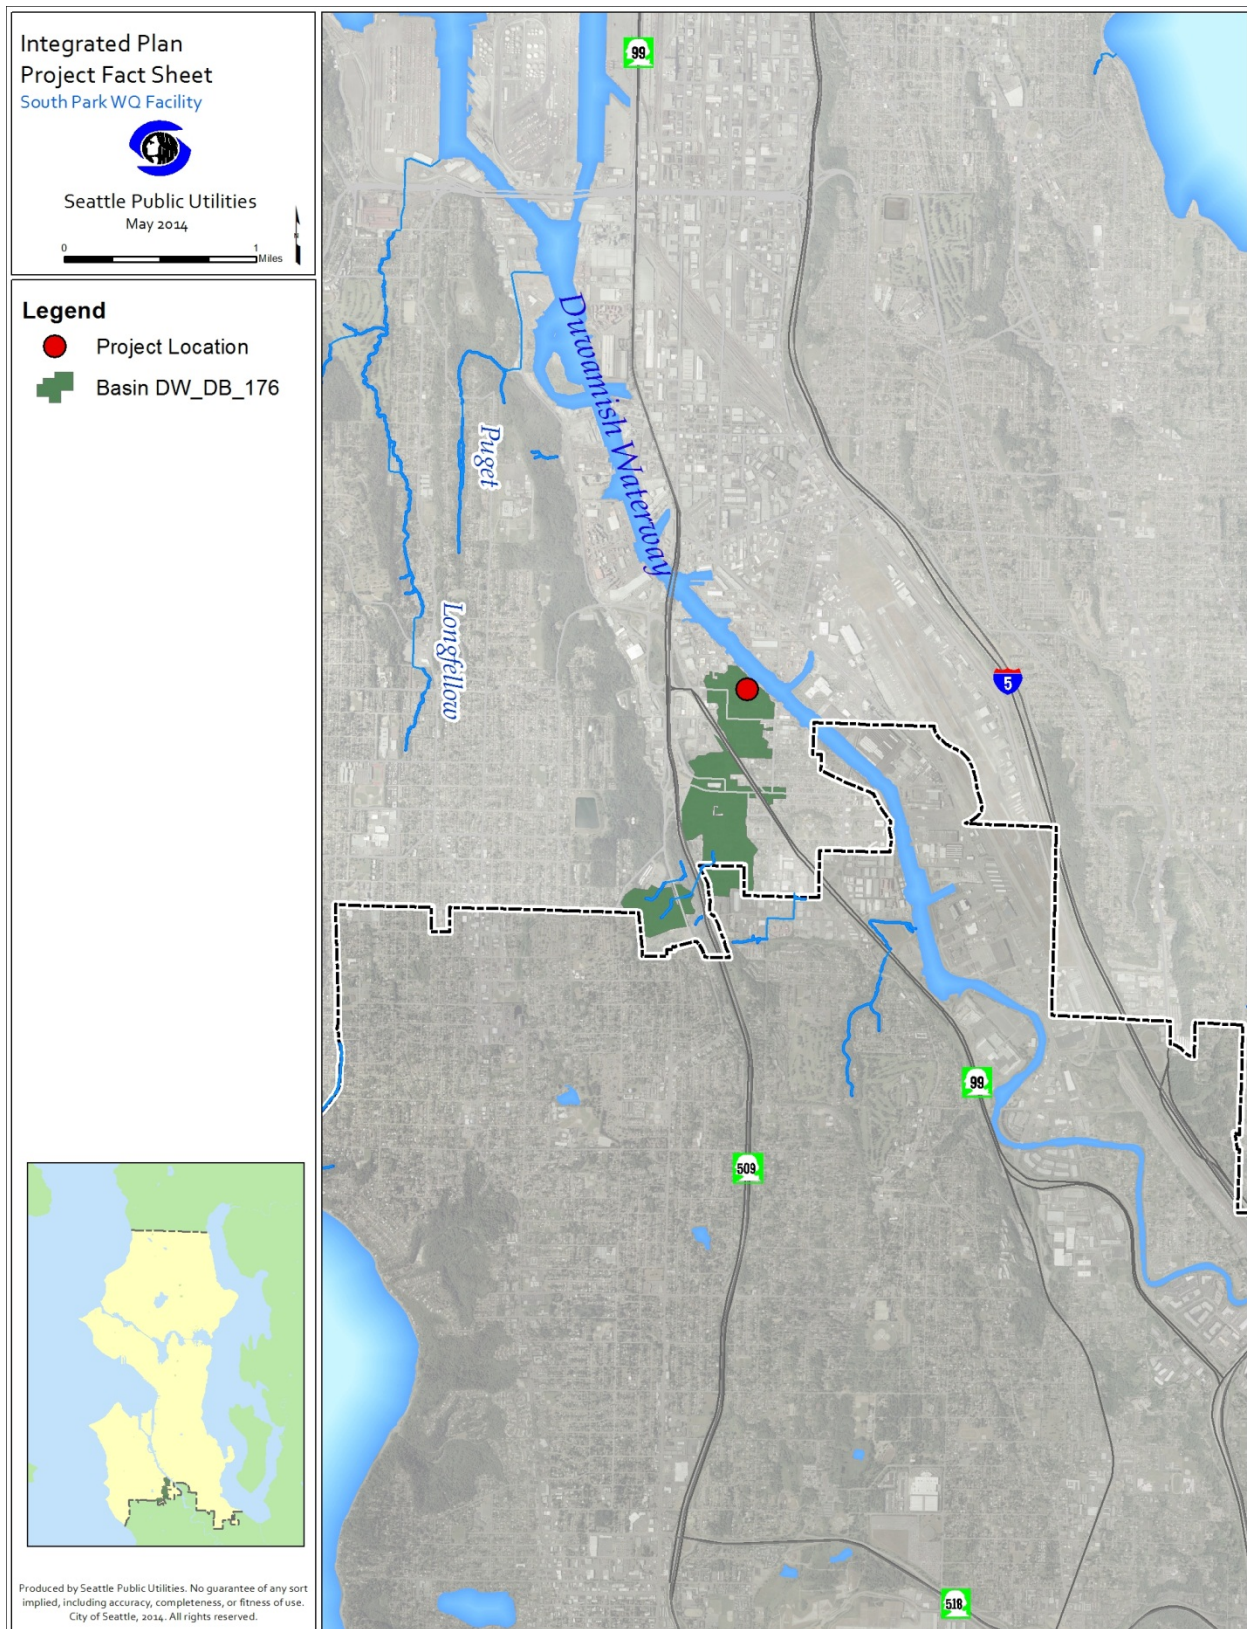 Integrated Plan
Project Fact Sheet
South Park WQ Facility
Seattle Public Utilities
May 2014
0 1
Miles
N
Legend
Project Location
Basin DW_DB_176
Produced by Seattle Public Utilities. No guarantee of any sort
implied, including accuracy, completeness, or fitness of use.
City of Seattle, 2014. All rights reserved.
99
Duwamish Waterway
Puget
Longfellow
5
99
509
518